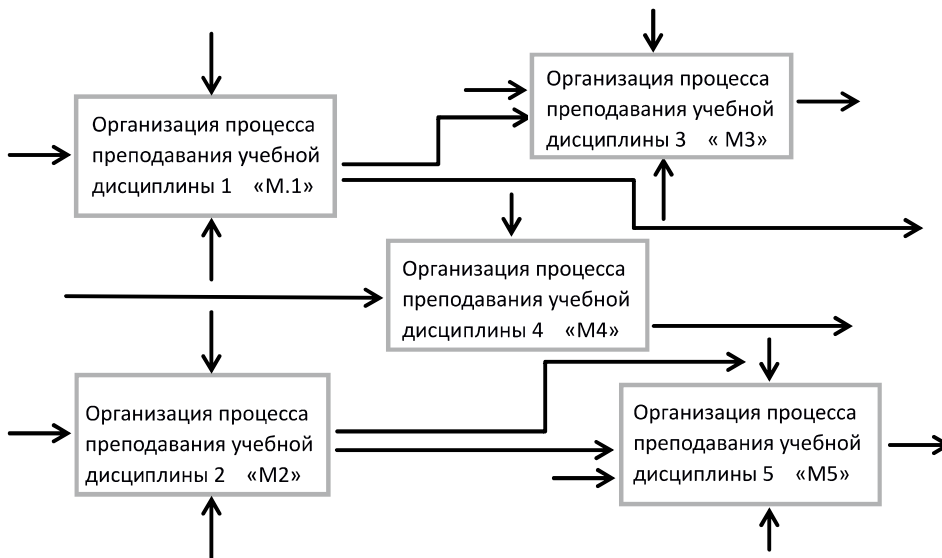 Организация процесса
преподавания учебной
дисциплины 1 «М.1»
Организация процесса
преподавания учебной
дисциплины 3 « М3»
Организация процесса
преподавания учебной
дисциплины 4 «М4»
Организация процесса
преподавания учебной
дисциплины 2 «М2»
Организация процесса
преподавания учебной
дисциплины 5 «М5»